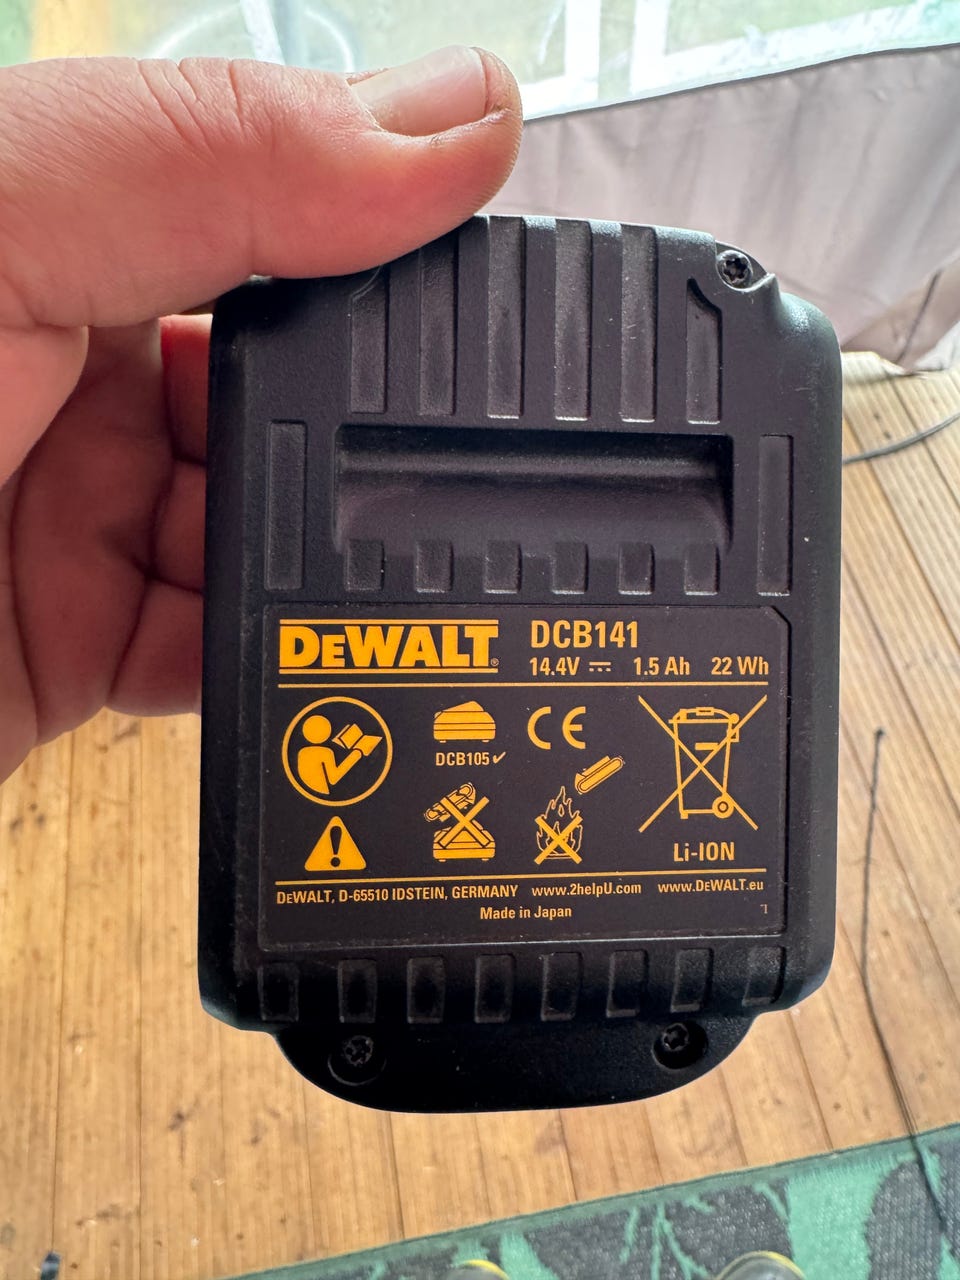 DEWALT®
DCB141
14.4V ⎓ 1.5 Ah 22 Wh
DCB105✓
CE
Li-ION
DEWALT, D-65510 IDSTEIN, GERMANY www.2helpU.com www.DEWALT.eu
Made in Japan